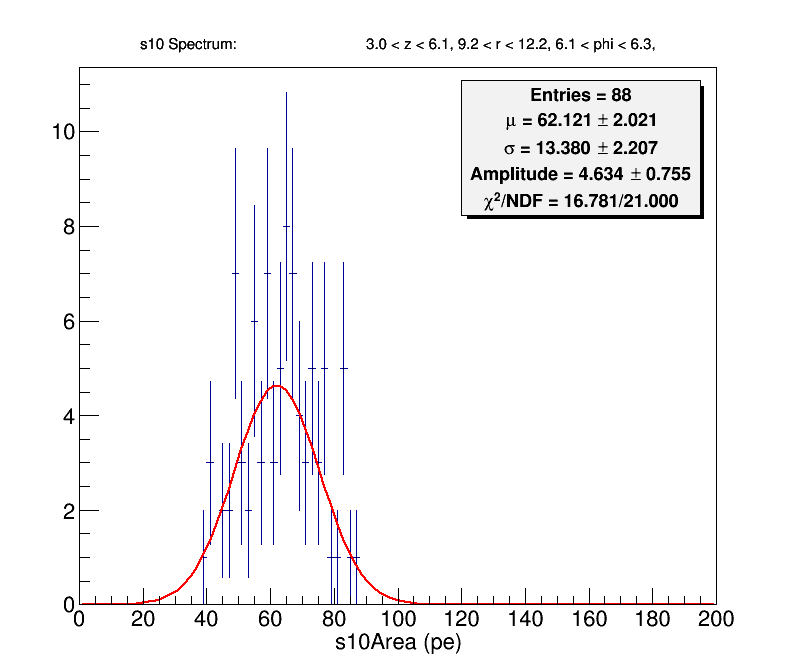 s10 Spectrum: 3.0 < z < 6.1, 9.2 < r < 12.2, 6.1 < phi < 6.3,
Entries = 88
μ = 62.121 ± 2.021
σ = 13.380 ± 2.207
Amplitude = 4.634 ± 0.755
χ²/NDF = 16.781/21.000
10
8
6
4
2
0
0 20 40 60 80 100 120 140 160 180 200
s10Area (pe)